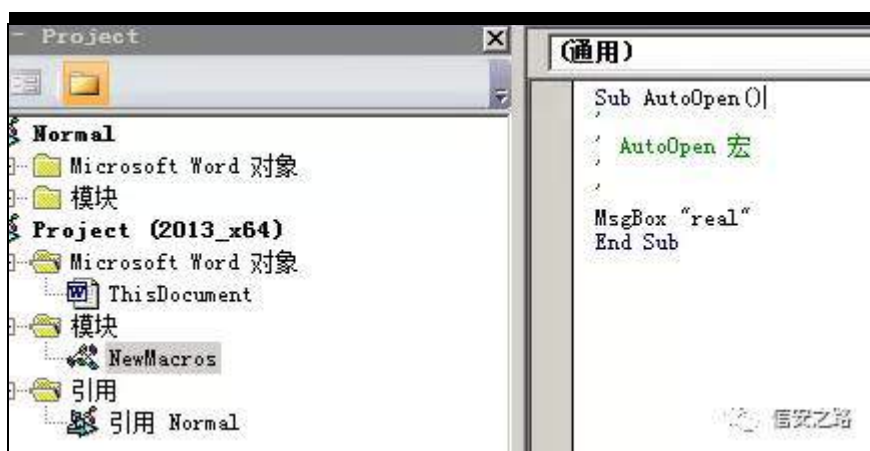 - Project
Normal
Microsoft Word 对象
模块
Project (2013_x64)
Microsoft Word 对象
ThisDocument
模块
NewMacros
引用
引用 Normal
(通用)
Sub AutoOpen()
'
' AutoOpen 宏
'
'
MsgBox "real"
End Sub
信安之路